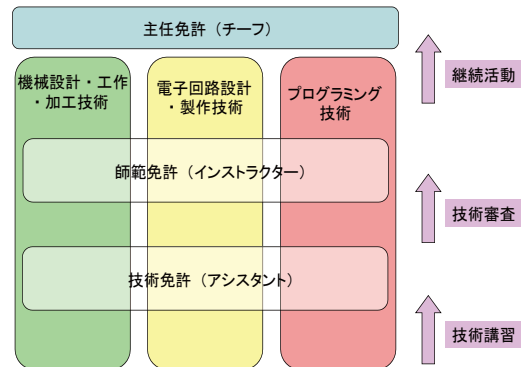 主任免許（チーフ）
機械設計・工作
・加工技術
電子回路設計
・製作技術
プログラミング
技術
師範免許（インストラクター）
技術免許（アシスタント）
継続活動
技術審査
技術講習